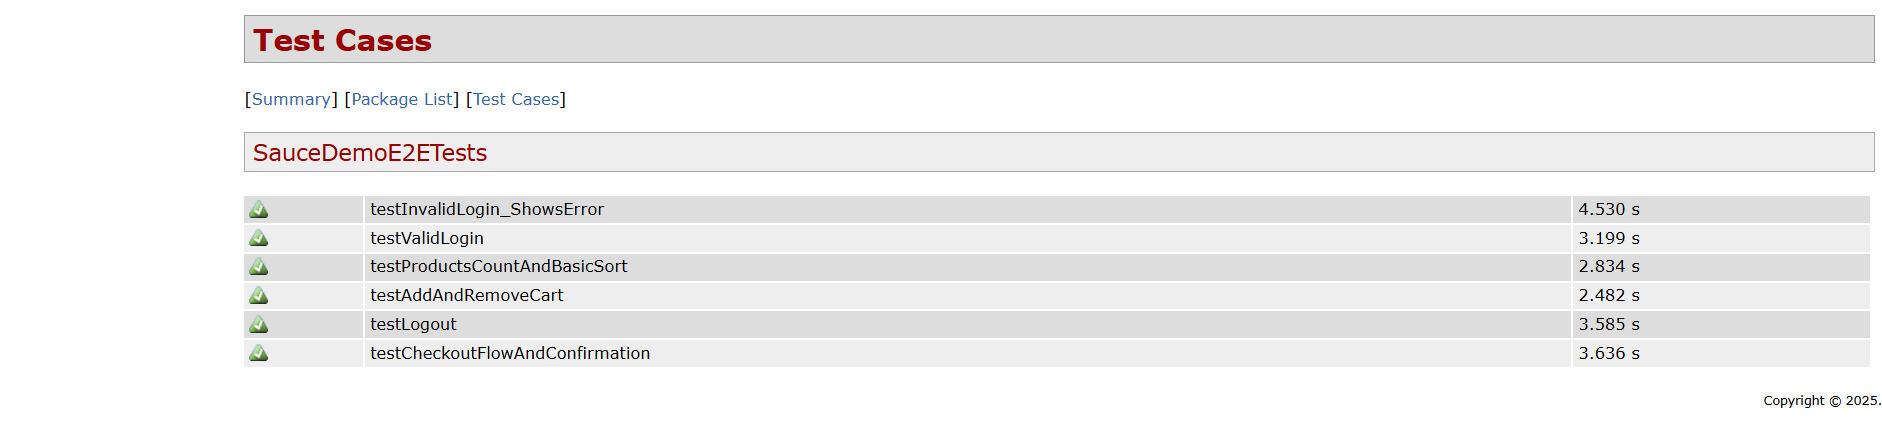 Test Cases
[Summary] [Package List] [Test Cases]
SauceDemoE2ETests
testInvalidLogin_ShowsError 4.530 s
testValidLogin 3.199 s
testProductsCountAndBasicSort 2.834 s
testAddAndRemoveCart 2.482 s
testLogout 3.585 s
testCheckoutFlowAndConfirmation 3.636 s
Copyright © 2025.